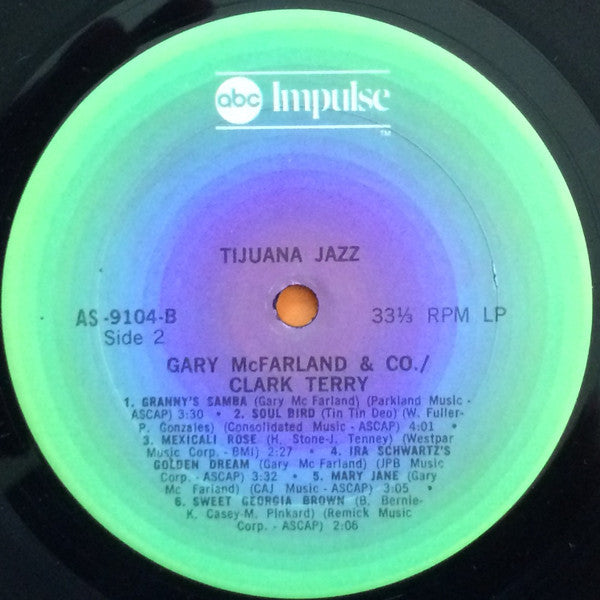 abc Impulse
TM
TIJUANA JAZZ
AS-9104-B
Side 2
33⅓ RPM LP
GARY McFARLAND & CO./
CLARK TERRY
1. GRANNY'S SAMBA (Gary Mc Farland) (Parkland Music -
ASCAP) 3:30 • 2. SOUL BIRD (Tin Tin Deo) (W. Fuller-
P. Gonzales) (Consolidated Music - ASCAP) 4:01 •
3. MEXICALI ROSE (H. Stone-J. Tenney) (Westpar
Music Corp. - BMI) 2:27 • 4. IRA SCHWARTZ'S
GOLDEN DREAM (Gary Mc Farland) (JPB Music
Corp. - ASCAP) 3:32 • 5. MARY JANE (Gary
Mc Farland) (CAJ Music - ASCAP) 3:05 •
6. SWEET GEORGIA BROWN (B. Bernie-
K. Casey-M. Pinkard) (Remick Music
Corp. - ASCAP) 2:06